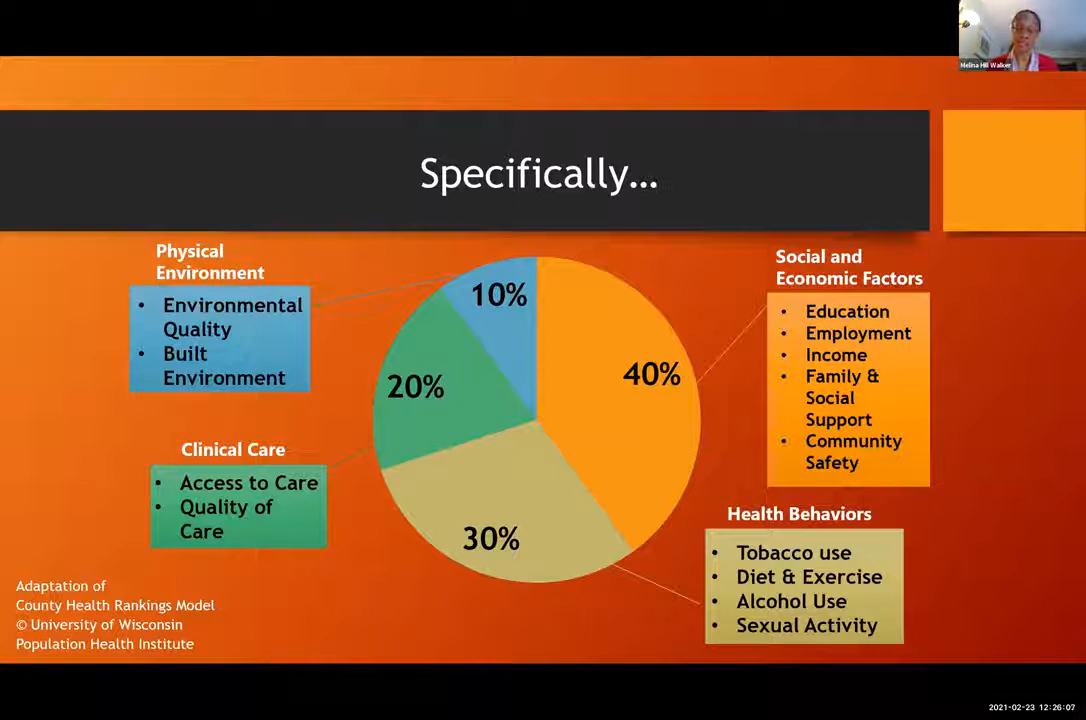 Melina Hill Walker
Specifically...
Physical
Environment
• Environmental
Quality
• Built
Environment
10%
40%
20%
30%
Social and
Economic Factors
• Education
• Employment
• Income
• Family &
Social
Support
• Community
Safety
Clinical Care
• Access to Care
• Quality of
Care
Health Behaviors
• Tobacco use
• Diet & Exercise
• Alcohol Use
• Sexual Activity
Adaptation of
County Health Rankings Model
© University of Wisconsin
Population Health Institute
2021-02-23 12:26:07